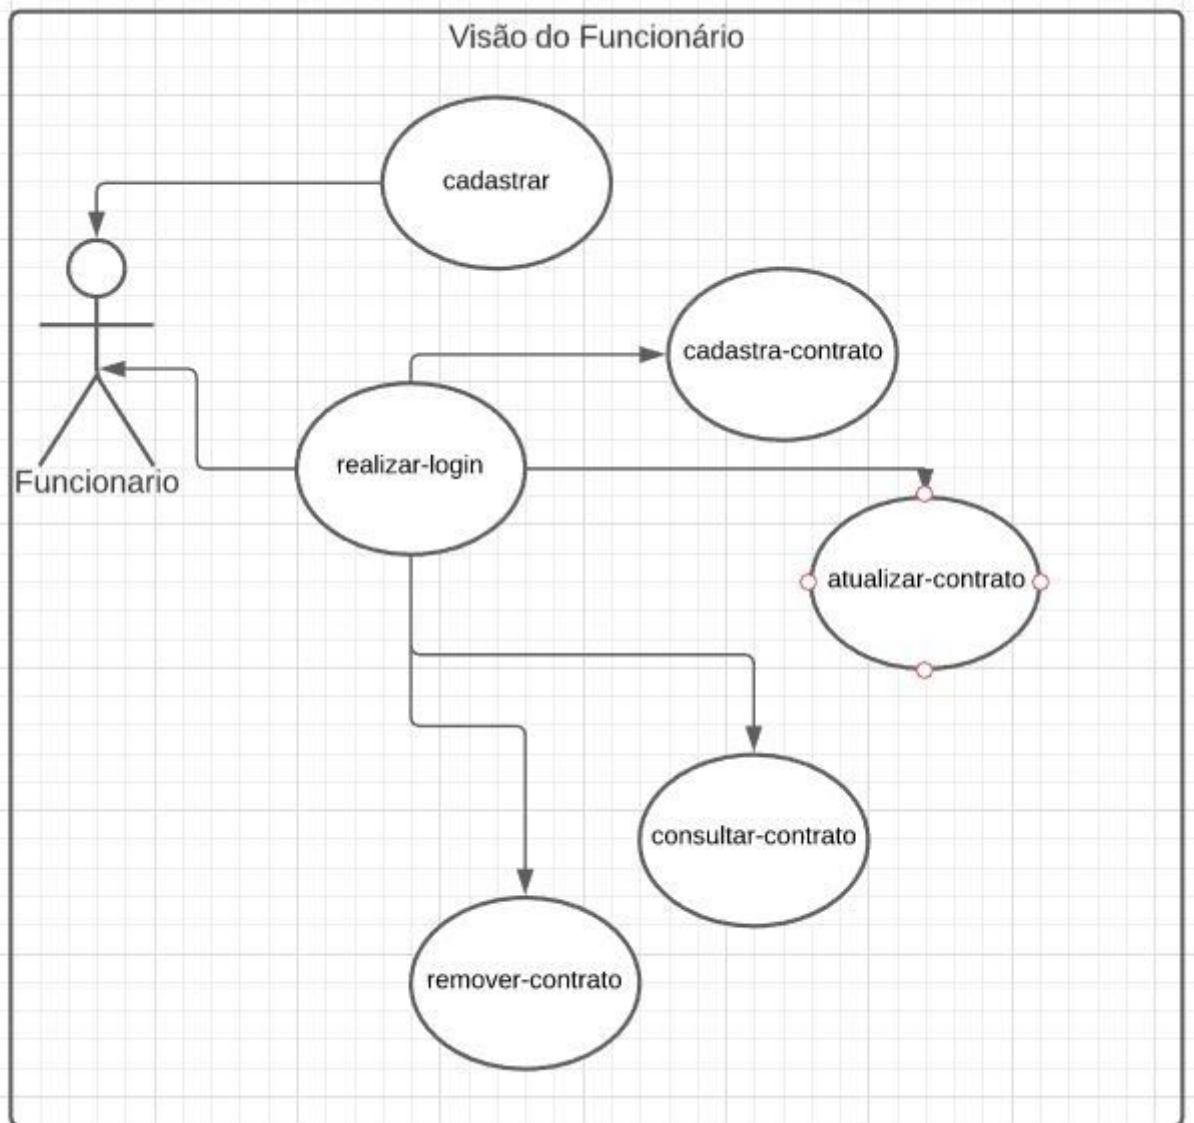 Visão do Funcionário
cadastrar
cadastra-contrato
realizar-login
Funcionario
atualizar-contrato
consultar-contrato
remover-contrato